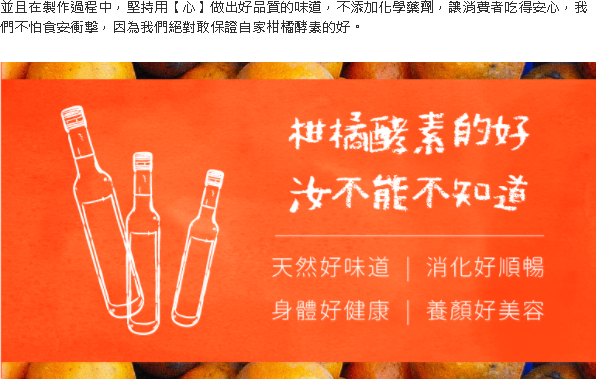 並且在製作過程中，堅持用【心】做出好品質的味道，不添加化學藥劑，讓消費者吃得安心，我
們不怕食安衝擊，因為我們絕對敢保證自家柑橘酵素的好。
柑橘酵素的好
汝不能不知道
天然好味道｜消化好順暢
身體好健康｜養顏好美容